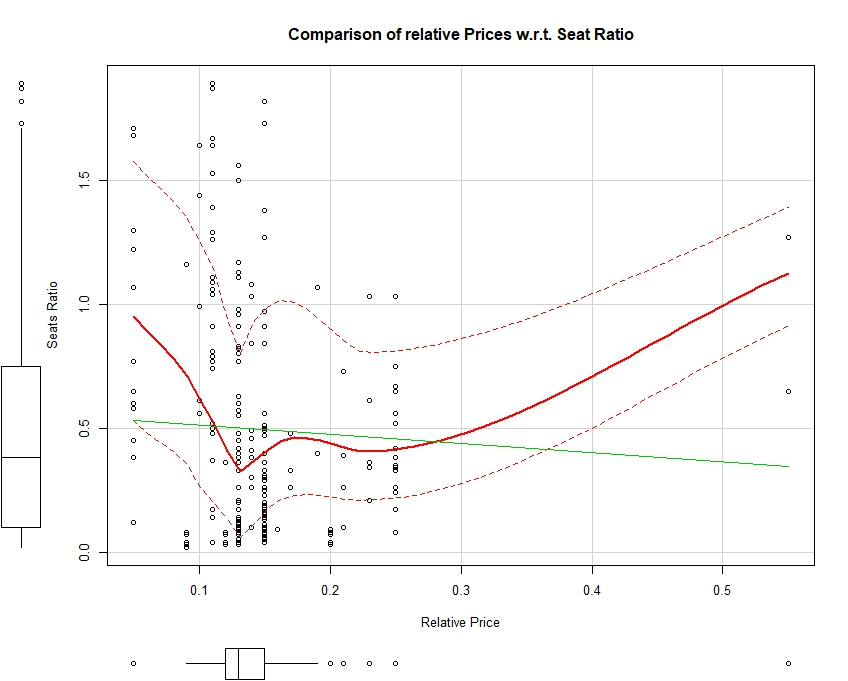 Comparison of relative Prices w.r.t. Seat Ratio
Seats Ratio
1.5
1.0
0.5
0.0
0.1 0.2 0.3 0.4 0.5
Relative Price